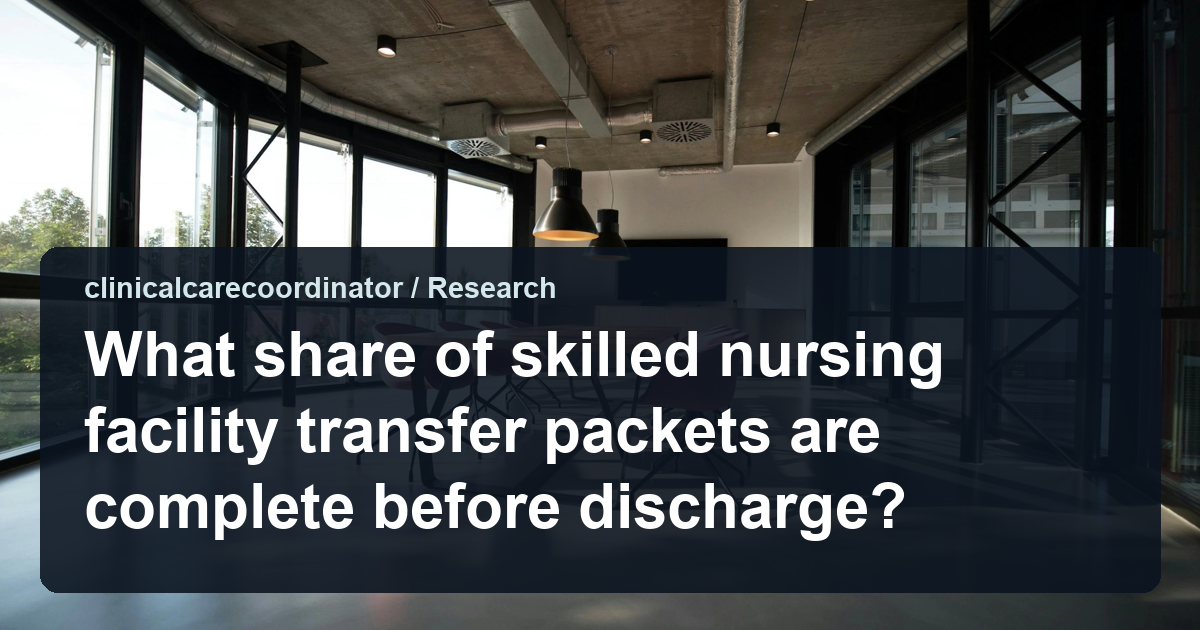 clinicalcarecoordinator / Research
What share of skilled nursing
facility transfer packets are
complete before discharge?